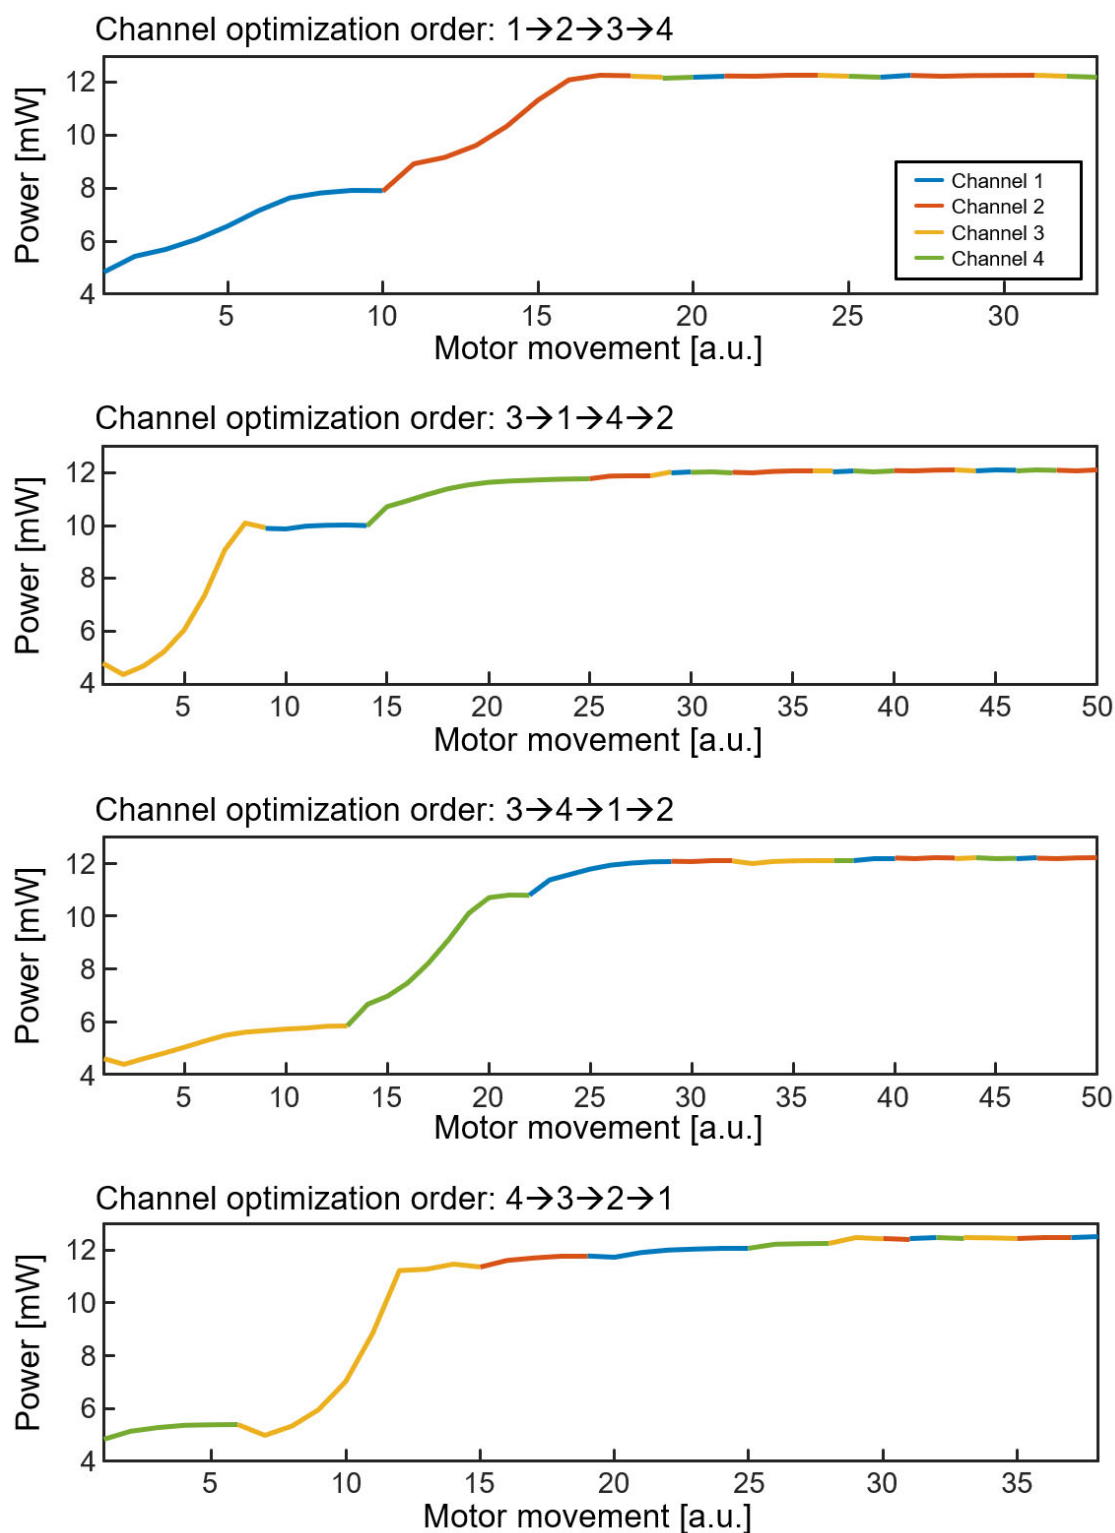 Channel optimization order: 1→2→3→4
Power [mW]
12
10
8
6
4
Channel 1
Channel 2
Channel 3
Channel 4
5 10 15 20 25 30
Motor movement [a.u.]
Channel optimization order: 3→1→4→2
Power [mW]
12
10
8
6
4
5 10 15 20 25 30 35 40 45 50
Motor movement [a.u.]
Channel optimization order: 3→4→1→2
Power [mW]
12
10
8
6
4
5 10 15 20 25 30 35 40 45 50
Motor movement [a.u.]
Channel optimization order: 4→3→2→1
Power [mW]
12
10
8
6
4
5 10 15 20 25 30 35
Motor movement [a.u.]